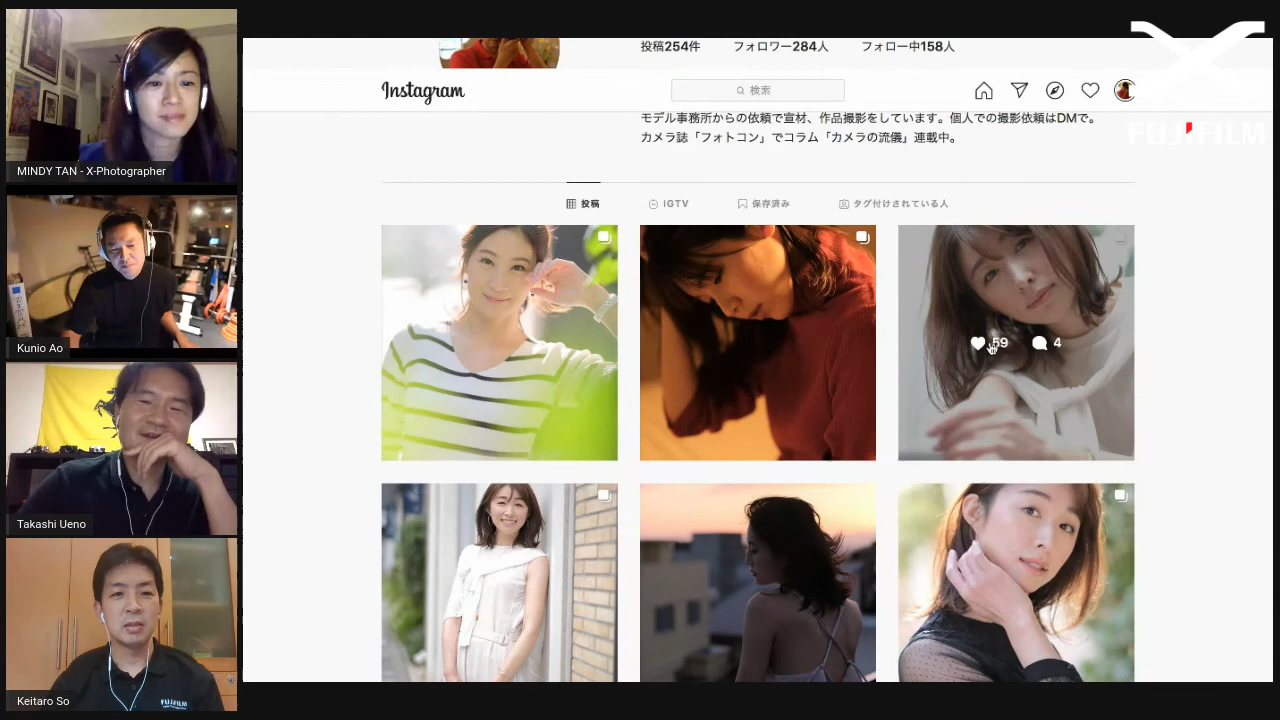 MINDY TAN - X-Photographer
Kunio Ao
Takashi Ueno
FUJIFILM
Keitaro So
投稿254件 フォロワー284人 フォロー中158人
Instagram
検索
モデル事務所からの依頼で宣材、作品撮影をしています。個人での撮影依頼はDMで。
カメラ誌「フォトコン」でコラム「カメラの流儀」連載中。
投稿 IGTV 保存済み タグ付けされている人
59 4
FUJIFILM